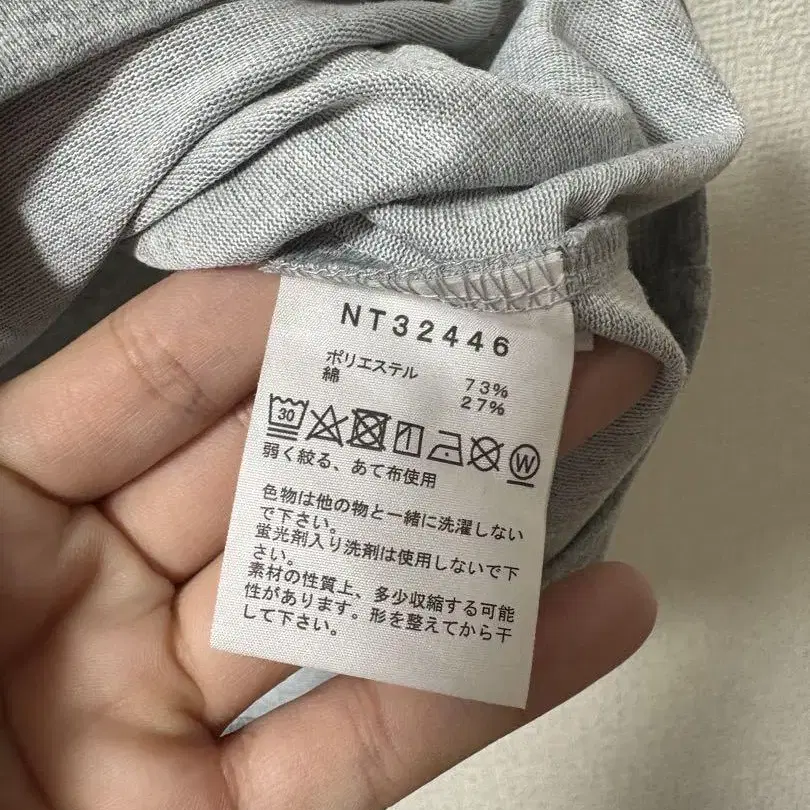 NT32446
ポリエステル 73%
綿 27%
30
W
弱く絞る、あて布使用
色物は他の物と一緒に洗濯しない
で下さい。
蛍光剤入り洗剤は使用しないで下
さい。
素材の性質上、多少収縮する可能
性があります。形を整えてから干
して下さい。